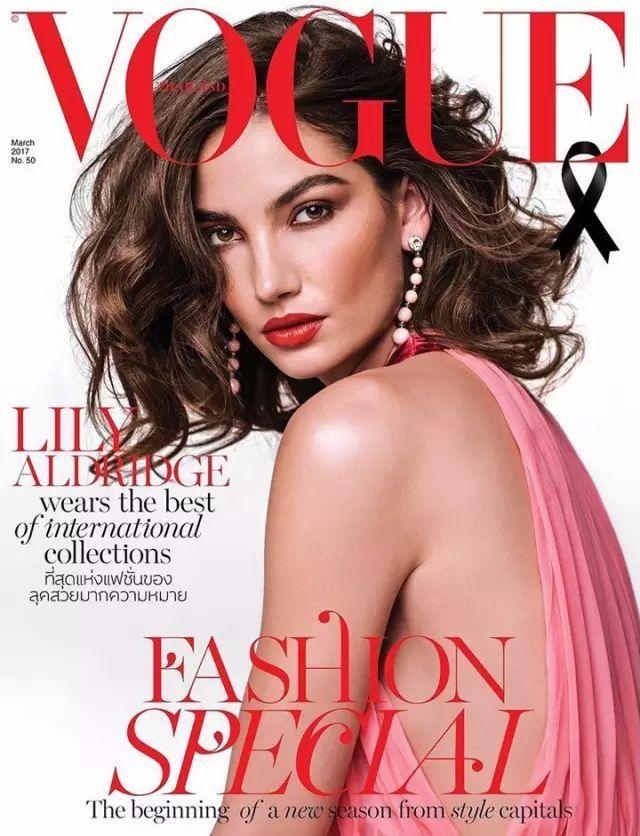 ©
VOGUE
THAILAND
March
2017
No. 50
LILY
ALDRIDGE
wears the best
of international
collections
ที่สุดแห่งแฟชั่นของ
ลุคสวยมากความหมาย
FASHION
SPECIAL
The beginning of a new season from style capitals